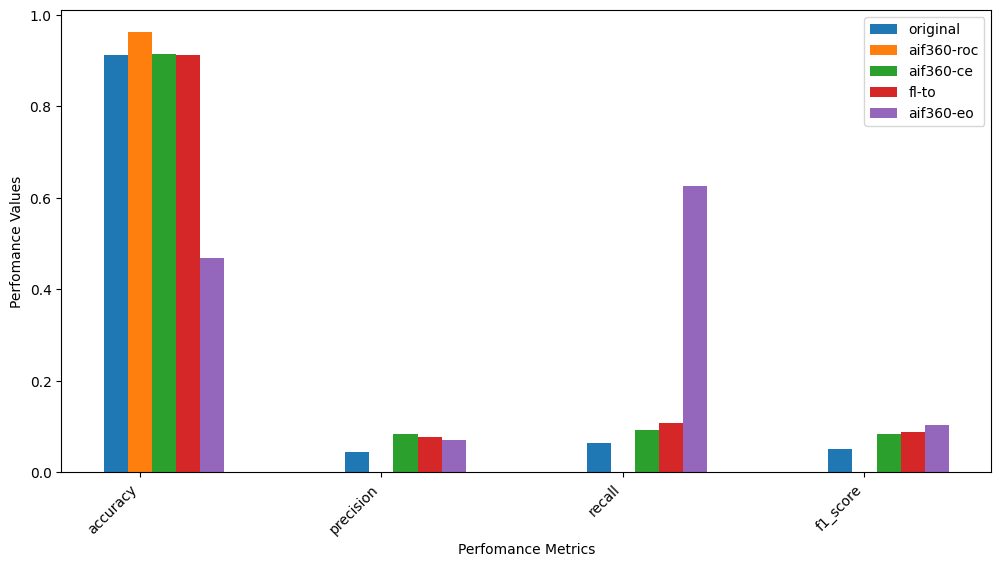 1.0
0.8
0.6
0.4
0.2
0.0
Perfomance Values
original
aif360-roc
aif360-ce
fl-to
aif360-eo
accuracy
precision
recall
f1_score
Perfomance Metrics